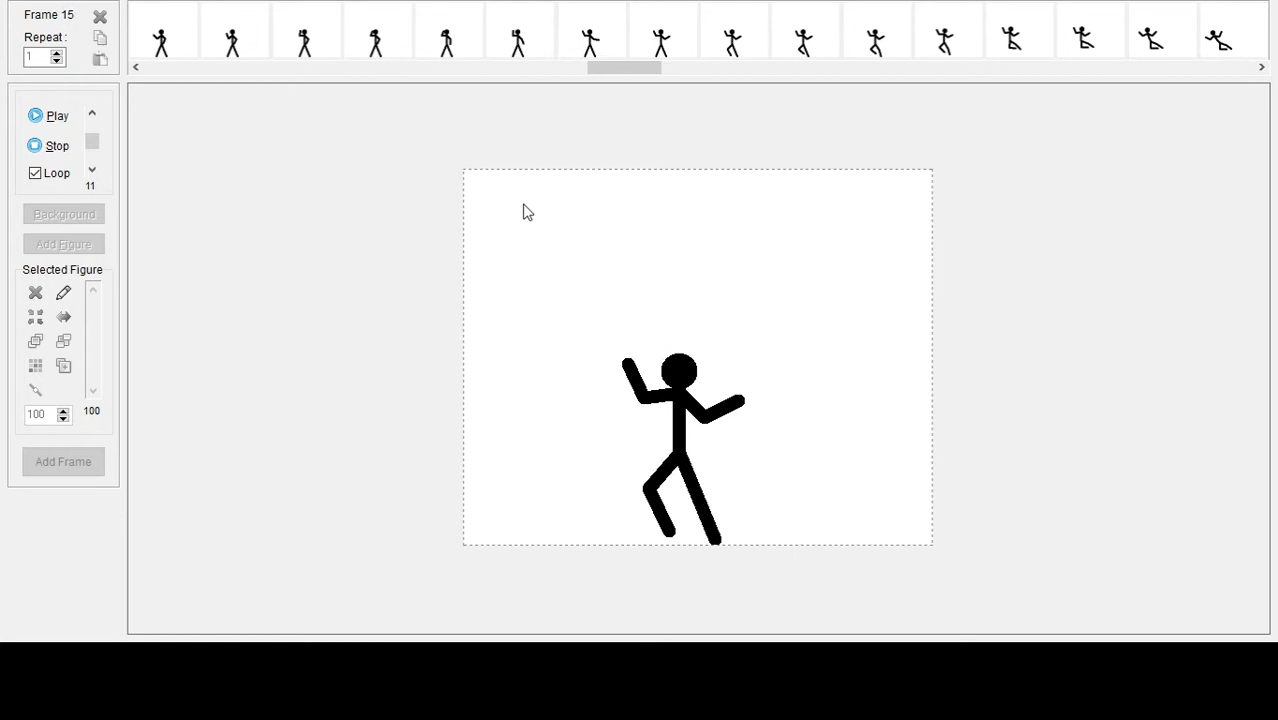 Frame 15
Repeat :
1
Play
Stop
Loop
11
Background
Add Figure
Selected Figure
100
100
Add Frame